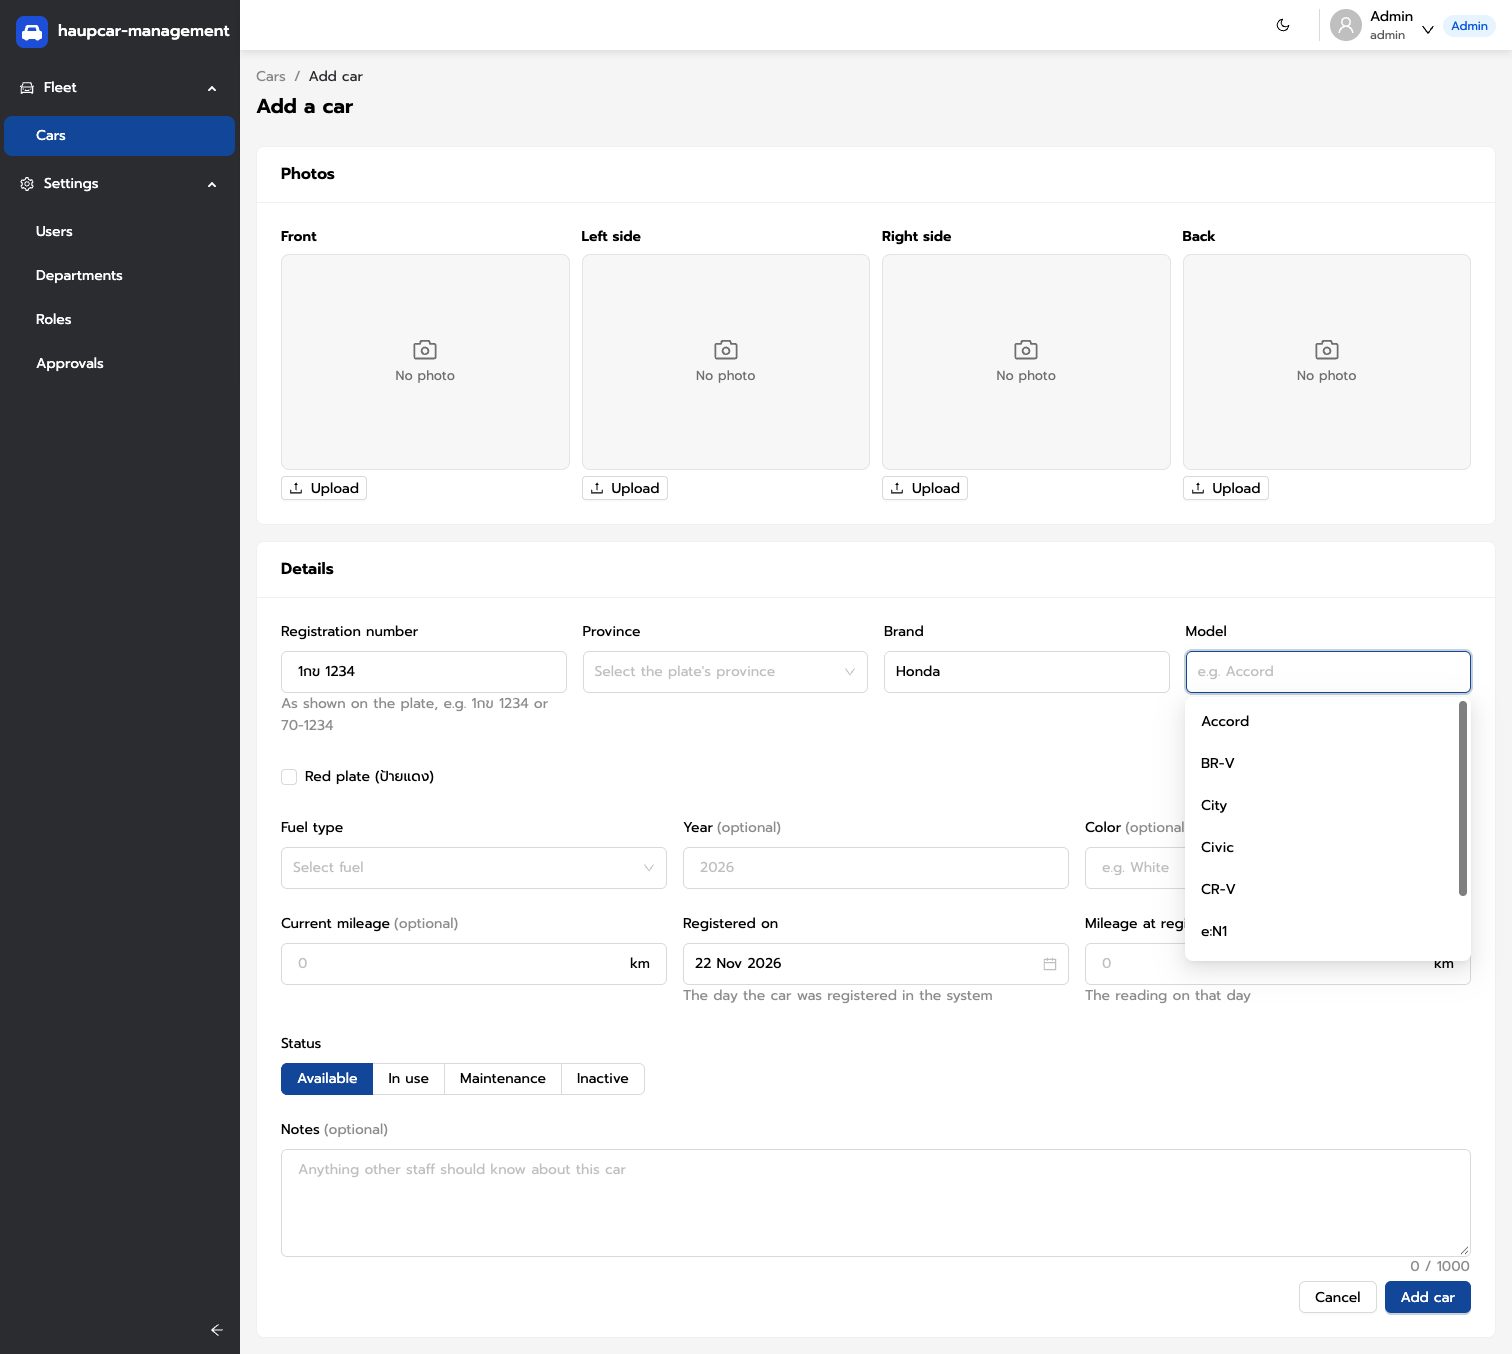 haupcar-management
Admin
admin
Admin
Fleet
Cars
Settings
Users
Departments
Roles
Approvals
Cars / Add car
Add a car
Photos
Front
Left side
Right side
Back
No photo
No photo
No photo
No photo
Upload
Upload
Upload
Upload
Details
Registration number
Province
Brand
Model
1กข 1234
Select the plate's province
Honda
e.g. Accord
As shown on the plate, e.g. 1กข 1234 or
70-1234
Accord
BR-V
City
Civic
CR-V
e:N1
Red plate (ป้ายแดง)
Fuel type
Year (optional)
Color (optional
Select fuel
2026
e.g. White
Current mileage (optional)
Registered on
Mileage at regi
0
km
22 Nov 2026
0
km
The day the car was registered in the system
The reading on that day
Status
Available
In use
Maintenance
Inactive
Notes (optional)
Anything other staff should know about this car
0 / 1000
Cancel
Add car